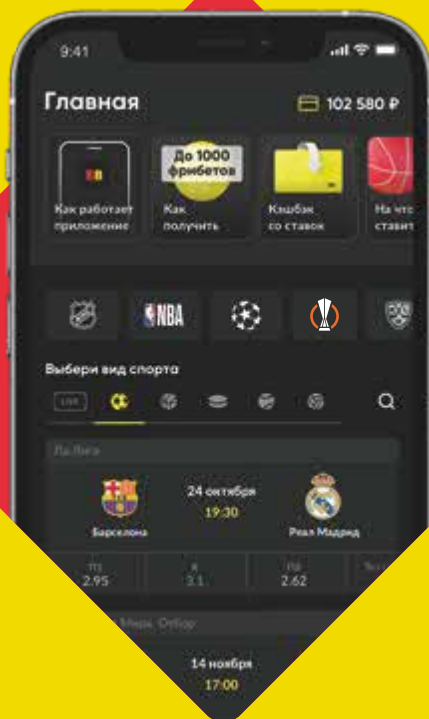 9:41
Главная
102 580 ₽
До 1000
фрибетов
Как работает
приложение
Как
получить
Кэшбэк
со ставок
На что
ставит
NBA
Выбери вид спорта
LIVE
Ла Лига
24 октября
19:30
Барселона
Реал Мадрид
П1
X
П2
2.95
3.1
2.62
Мира. Отбор
14 ноября
17:00